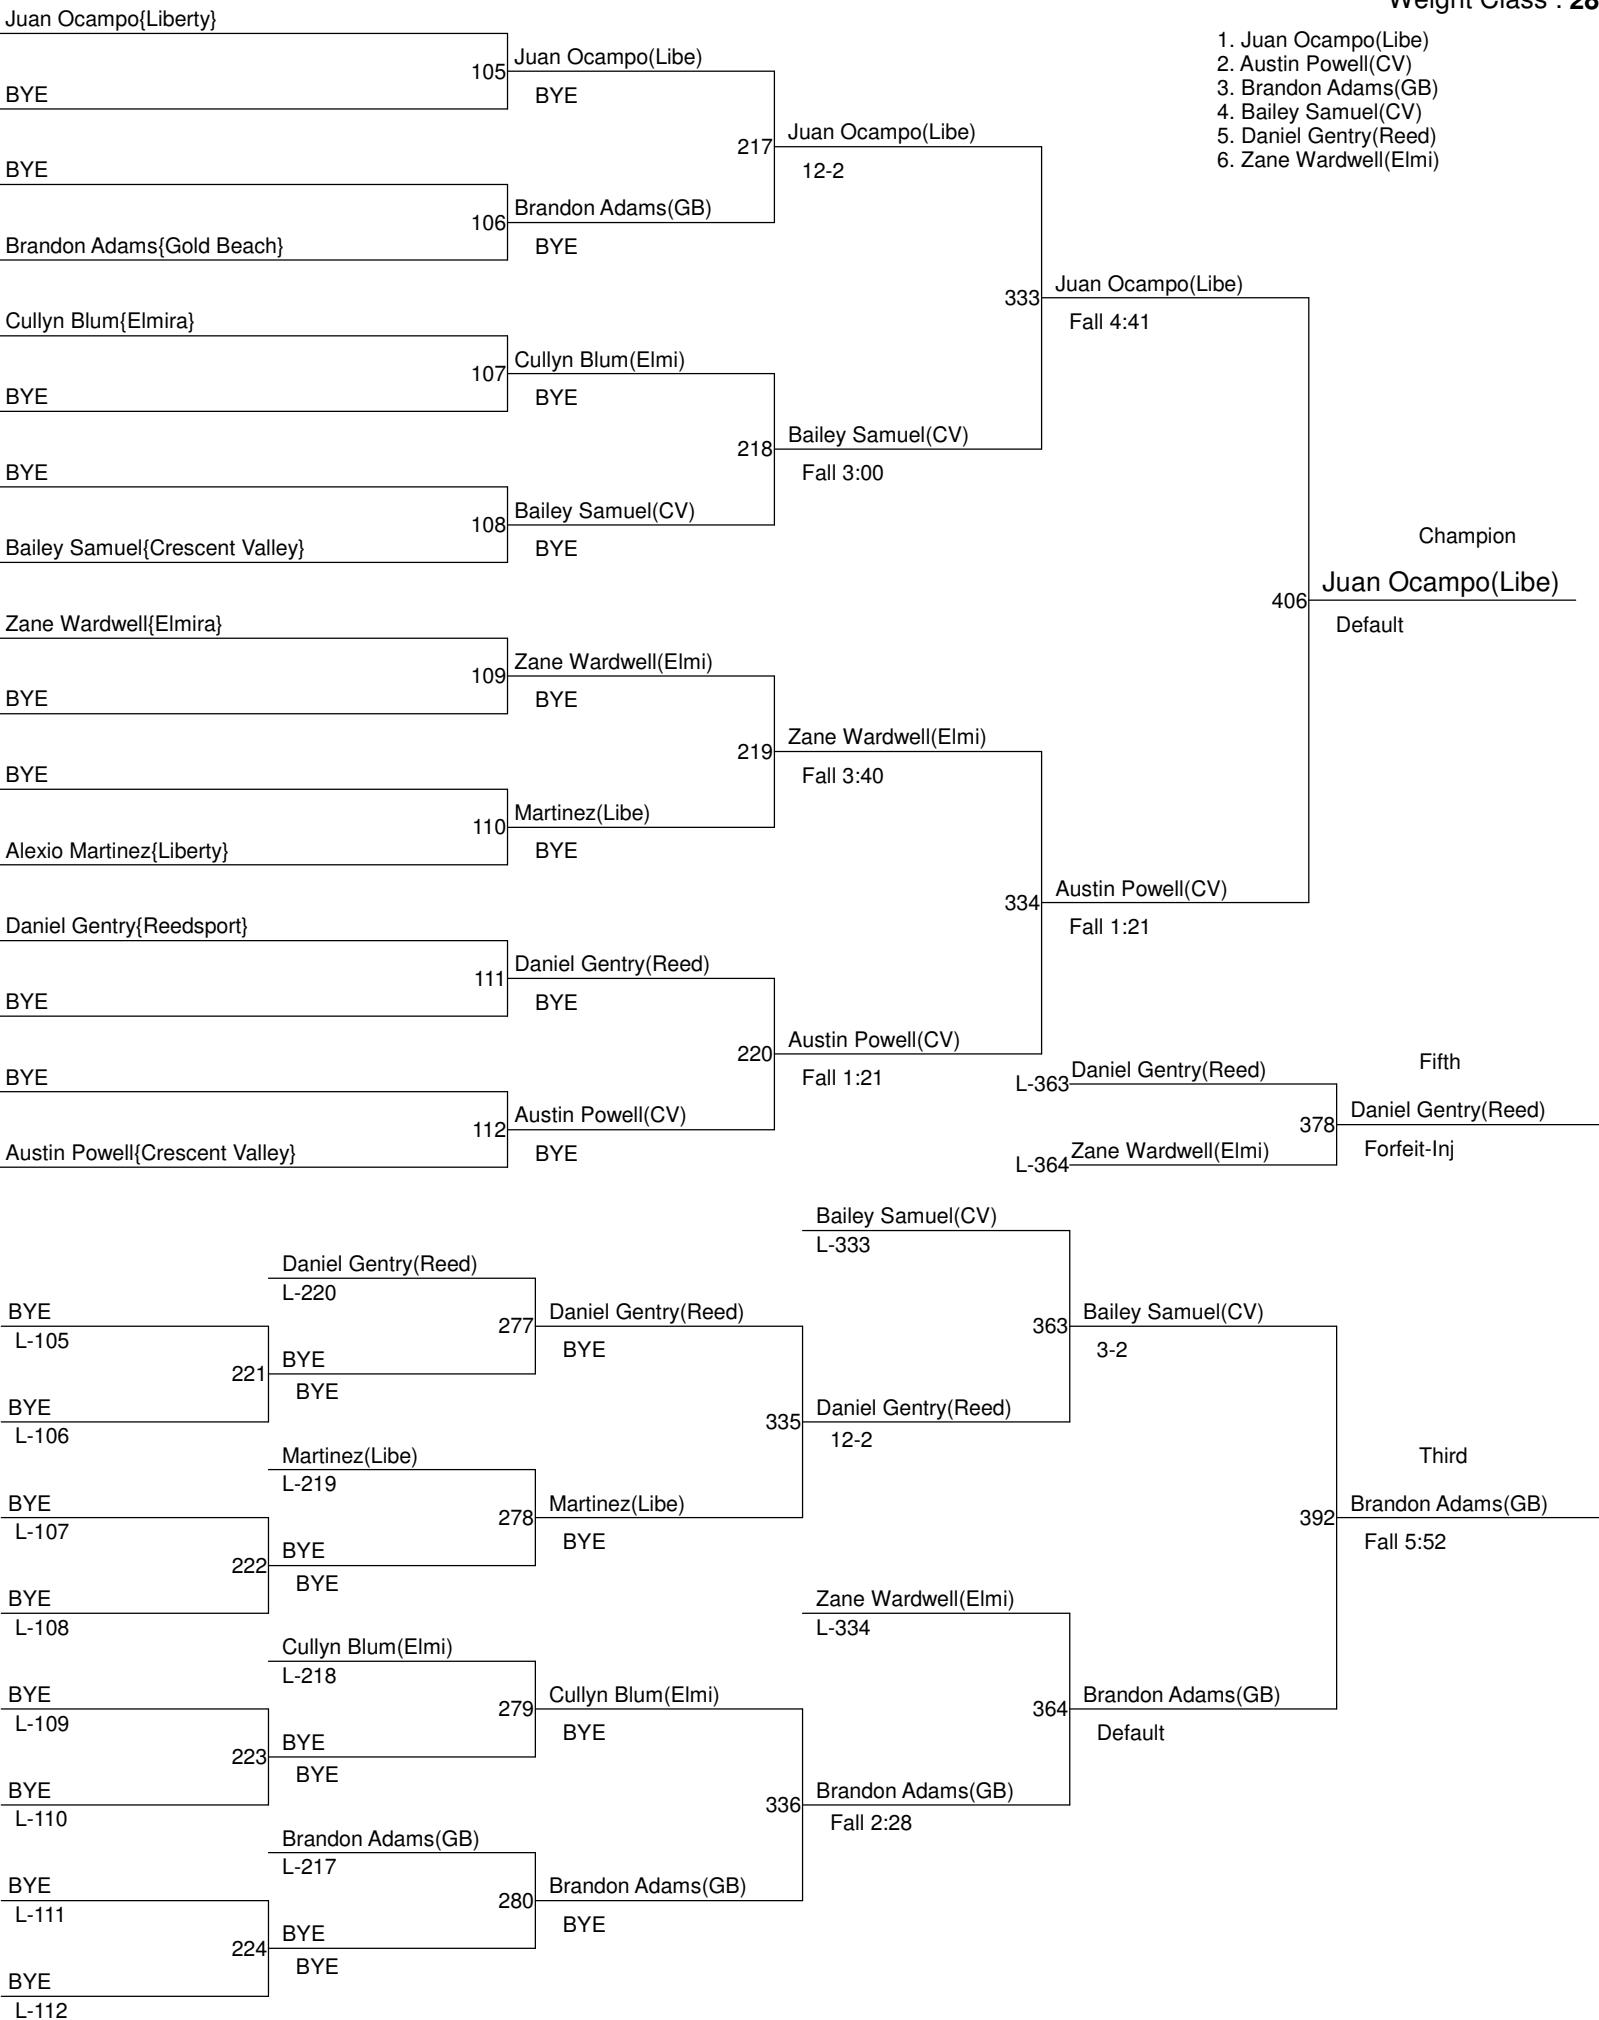 Weight Class : 28
1. Juan Ocampo(Libe)
2. Austin Powell(CV)
3. Brandon Adams(GB)
4. Bailey Samuel(CV)
5. Daniel Gentry(Reed)
6. Zane Wardwell(Elmi)
Juan Ocampo{Liberty}
BYE
BYE
Brandon Adams{Gold Beach}
Cullyn Blum{Elmira}
BYE
BYE
Bailey Samuel{Crescent Valley}
Zane Wardwell{Elmira}
BYE
BYE
Alexio Martinez{Liberty}
Daniel Gentry{Reedsport}
BYE
BYE
Austin Powell{Crescent Valley}
105
Juan Ocampo(Libe)
BYE
106
Brandon Adams(GB)
BYE
107
Cullyn Blum(Elmi)
BYE
108
Bailey Samuel(CV)
BYE
109
Zane Wardwell(Elmi)
BYE
110
Martinez(Libe)
BYE
111
Daniel Gentry(Reed)
BYE
112
Austin Powell(CV)
BYE
217
Juan Ocampo(Libe)
12-2
218
Bailey Samuel(CV)
Fall 3:00
219
Zane Wardwell(Elmi)
Fall 3:40
220
Austin Powell(CV)
Fall 1:21
333
Juan Ocampo(Libe)
Fall 4:41
334
Austin Powell(CV)
Fall 1:21
Champion
406
Juan Ocampo(Libe)
Default
L-363
Daniel Gentry(Reed)
L-364
Zane Wardwell(Elmi)
Fifth
378
Daniel Gentry(Reed)
Forfeit-Inj
BYE
L-105
BYE
L-106
BYE
L-107
BYE
L-108
BYE
L-109
BYE
L-110
BYE
L-111
BYE
L-112
Daniel Gentry(Reed)
L-220
221
BYE
BYE
Martinez(Libe)
L-219
222
BYE
BYE
Cullyn Blum(Elmi)
L-218
223
BYE
BYE
Brandon Adams(GB)
L-217
224
BYE
BYE
277
Daniel Gentry(Reed)
BYE
278
Martinez(Libe)
BYE
279
Cullyn Blum(Elmi)
BYE
280
Brandon Adams(GB)
BYE
Bailey Samuel(CV)
L-333
335
Daniel Gentry(Reed)
12-2
Zane Wardwell(Elmi)
L-334
336
Brandon Adams(GB)
Fall 2:28
363
Bailey Samuel(CV)
3-2
364
Brandon Adams(GB)
Default
Third
392
Brandon Adams(GB)
Fall 5:52